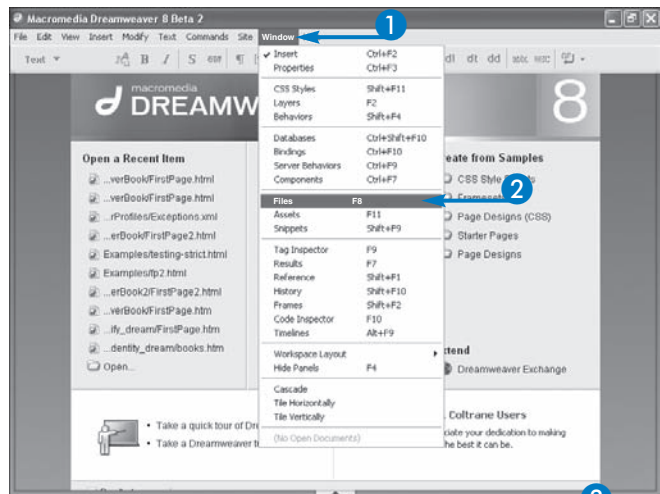 Macromedia Dreamweaver 8 Beta 2
File Edit View Insert Modify Text Commands Site Window
1
Text B I S ¶ dl dt dd
macromedia
DREAMW
8
Open a Recent Item
...verBook/FirstPage.html
...verBook/FirstPage.html
...rProfiles/Exceptions.xml
...erBook/FirstPage2.html
Examples/testing-strict.html
Examples/fp2.html
...erBook2/FirstPage2.html
...verBook/FirstPage.htm
...ify_dream/FirstPage.htm
...dentity_dream/books.htm
Open...
Insert Ctrl+F2
Properties Ctrl+F3
CSS Styles Shift+F11
Layers F2
Behaviors Shift+F4
Databases Ctrl+Shift+F10
Bindings Ctrl+F10
Server Behaviors Ctrl+F9
Components Ctrl+F7
Files F8
2
Assets F11
Snippets Shift+F9
Tag Inspector F9
Results F7
Reference Shift+F1
History Shift+F10
Frames Shift+F2
Code Inspector F10
Timelines Alt+F9
Workspace Layout
Hide Panels F4
Cascade
Tile Horizontally
Tile Vertically
(No Open Documents)
eate from Samples
CSS Style
Page Designs (CSS)
Starter Pages
Page Designs
tend
Dreamweaver Exchange
• Take a quick tour of Dr
• Take a Dreamweaver t
Coltrane Users
ciate your dedication to making
he best it can be.